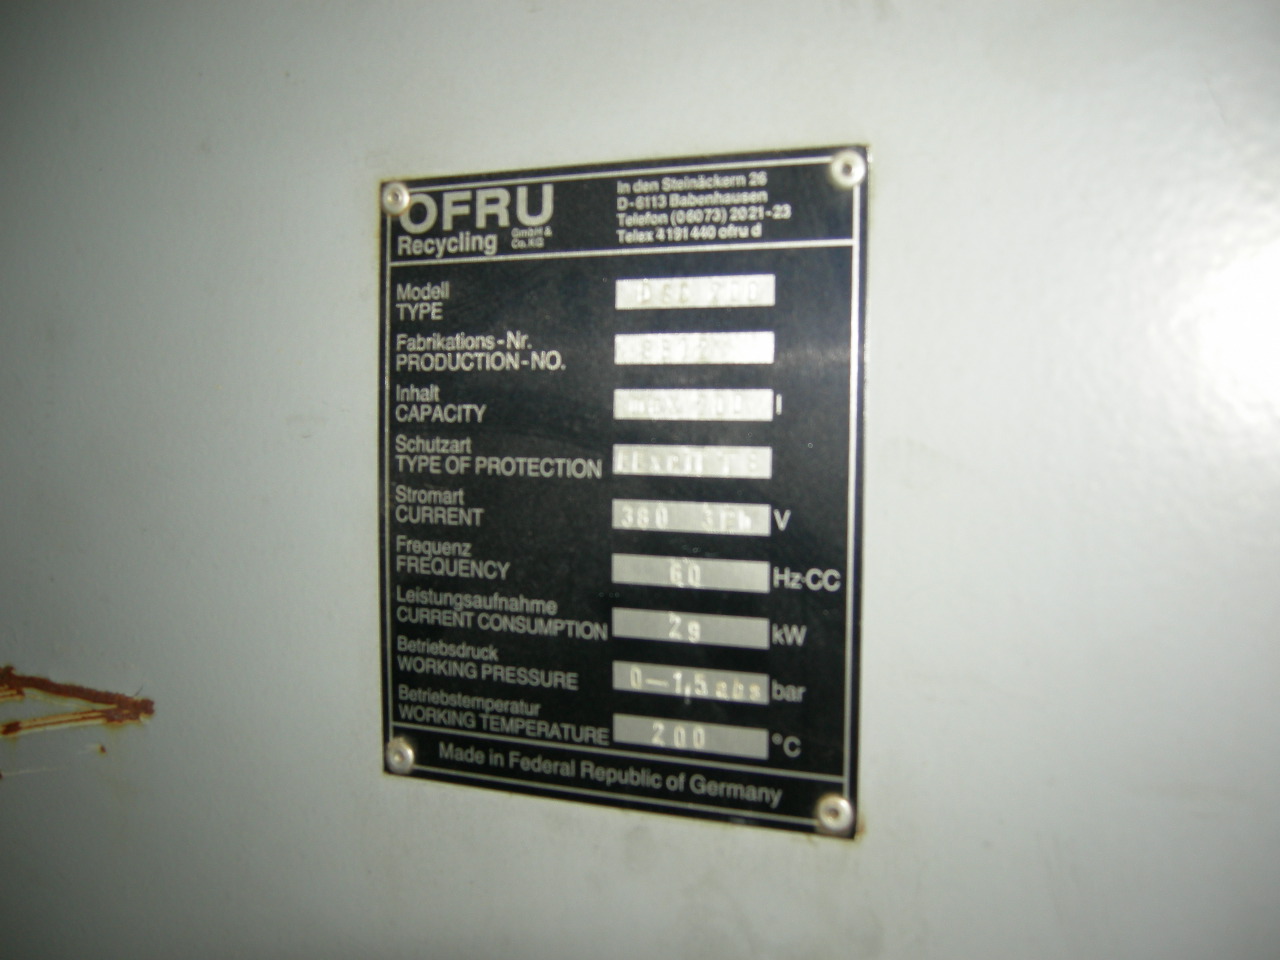 OFRU
Recycling GmbH & Co. KG
In den Steinäckern 26
D-6113 Babenhausen
Telefon (06073) 2021-23
Telex 4191440 ofru d
Modell
TYPE
Fabrikations-Nr.
PRODUCTION-NO.
Inhalt
CAPACITY l
Schutzart
TYPE OF PROTECTION
Stromart
CURRENT 380 3Ph V
Frequenz
FREQUENCY 60 Hz·CC
Leistungsaufnahme
CURRENT CONSUMPTION 29 kW
Betriebsdruck
WORKING PRESSURE 0–1,5 abs bar
Betriebstemperatur
WORKING TEMPERATURE 200 °C
Made in Federal Republic of Germany